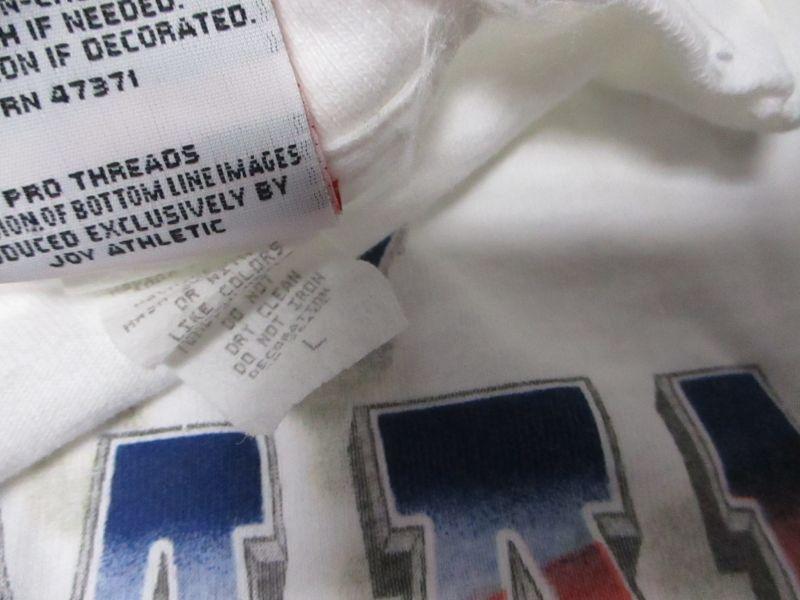 H IF NEEDED.
ON IF DECORATED.
RN 47371
PRO THREADS
ION OF BOTTOM LINE IMAGES
DUCED EXCLUSIVELY BY
JOY ATHLETIC
OR
LIKE COLORS
DO NOT
DRY CLEAN
DO NOT IRON
DECORATION
L